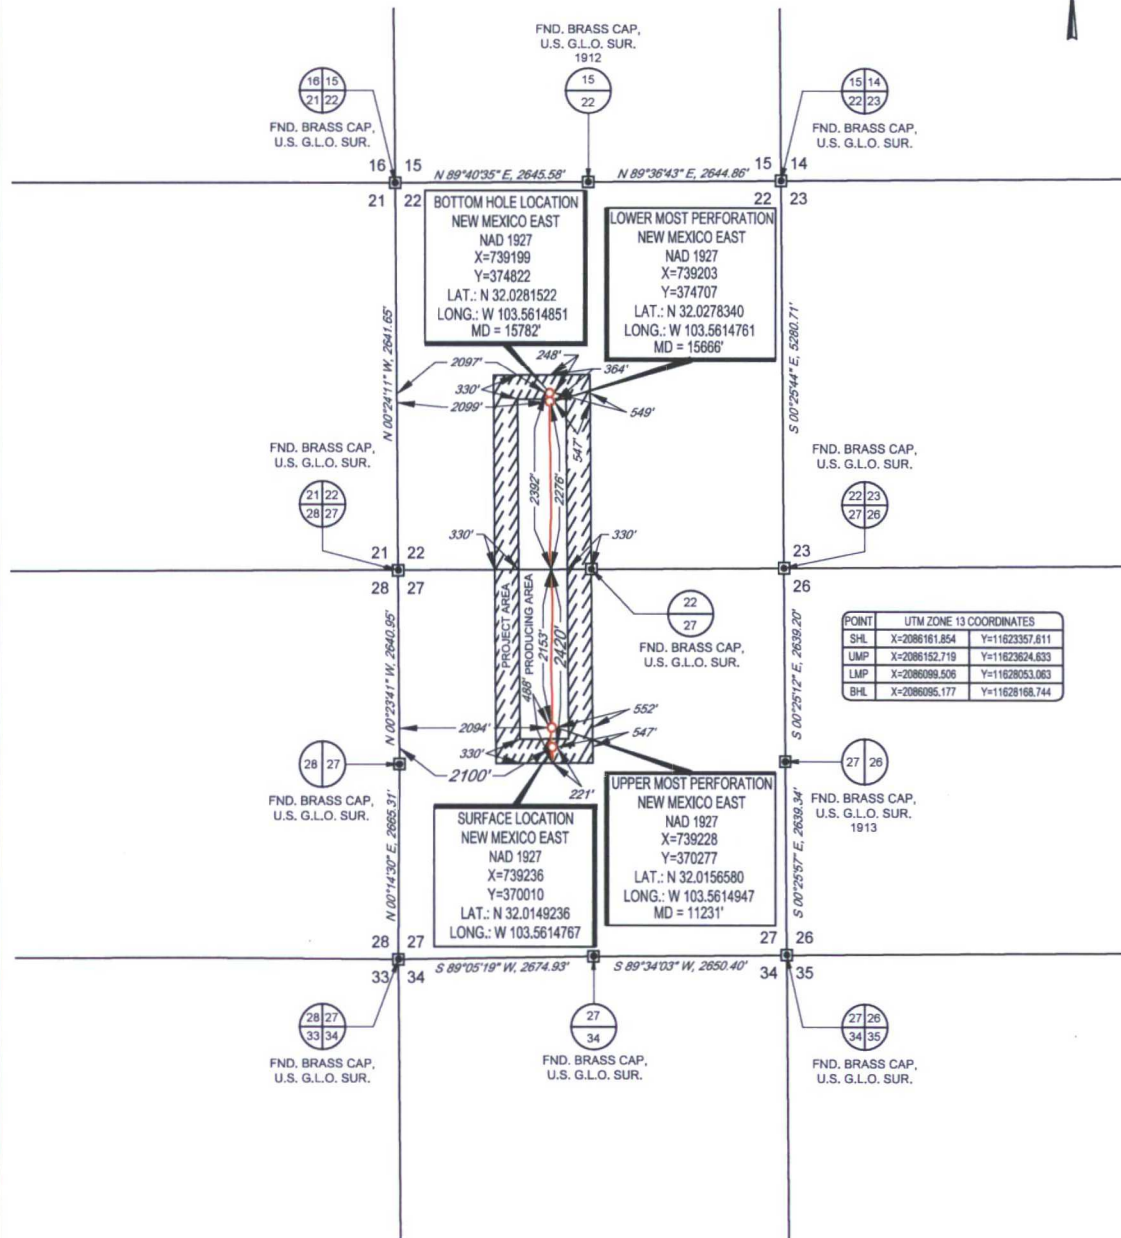 FND. BRASS CAP,
U.S. G.L.O. SUR.
1912
15
22
16 15
21 22
FND. BRASS CAP,
U.S. G.L.O. SUR.
15 14
22 23
FND. BRASS CAP,
U.S. G.L.O. SUR.
16 15
21 22
N 89°40'35" E, 2645.58'
N 89°36'43" E, 2644.86'
15 14
22 23
BOTTOM HOLE LOCATION
NEW MEXICO EAST
NAD 1927
X=739199
Y=374822
LAT.: N 32.0281522
LONG.: W 103.5614851
MD = 15782'
LOWER MOST PERFORATION
NEW MEXICO EAST
NAD 1927
X=739203
Y=374707
LAT.: N 32.0278340
LONG.: W 103.5614761
MD = 15666'
N 00°24'11" W, 2641.65'
S 00°25'44" E, 5280.71'
2097'
248'
364'
330'
2099'
549'
547'
2392'
2276'
FND. BRASS CAP,
U.S. G.L.O. SUR.
21 22
28 27
FND. BRASS CAP,
U.S. G.L.O. SUR.
22 23
27 26
330'
330'
21 22
28 27
23
26
22
27
FND. BRASS CAP,
U.S. G.L.O. SUR.
PROJECT AREA
PRODUCING AREA
2153'
2420'
488'
N 00°23'41" W, 2640.95'
S 00°25'12" E, 2639.20'
POINT UTM ZONE 13 COORDINATES
SHL X=2086161.854 Y=11623357.611
UMP X=2086152.719 Y=11623624.633
LMP X=2086099.506 Y=11628053.063
BHL X=2086095.177 Y=11628168.744
2094'
552'
547'
330'
2100'
221'
28 27
FND. BRASS CAP,
U.S. G.L.O. SUR.
27 26
FND. BRASS CAP,
U.S. G.L.O. SUR.
1913
N 00°14'30" E, 2665.31'
S 00°25'57" E, 2639.34'
SURFACE LOCATION
NEW MEXICO EAST
NAD 1927
X=739236
Y=370010
LAT.: N 32.0149236
LONG.: W 103.5614767
UPPER MOST PERFORATION
NEW MEXICO EAST
NAD 1927
X=739228
Y=370277
LAT.: N 32.0156580
LONG.: W 103.5614947
MD = 11231'
28 27
33 34
S 89°05'19" W, 2674.93'
S 89°34'03" W, 2650.40'
27 26
34 35
28 27
33 34
FND. BRASS CAP,
U.S. G.L.O. SUR.
27
34
FND. BRASS CAP,
U.S. G.L.O. SUR.
27 26
34 35
FND. BRASS CAP,
U.S. G.L.O. SUR.